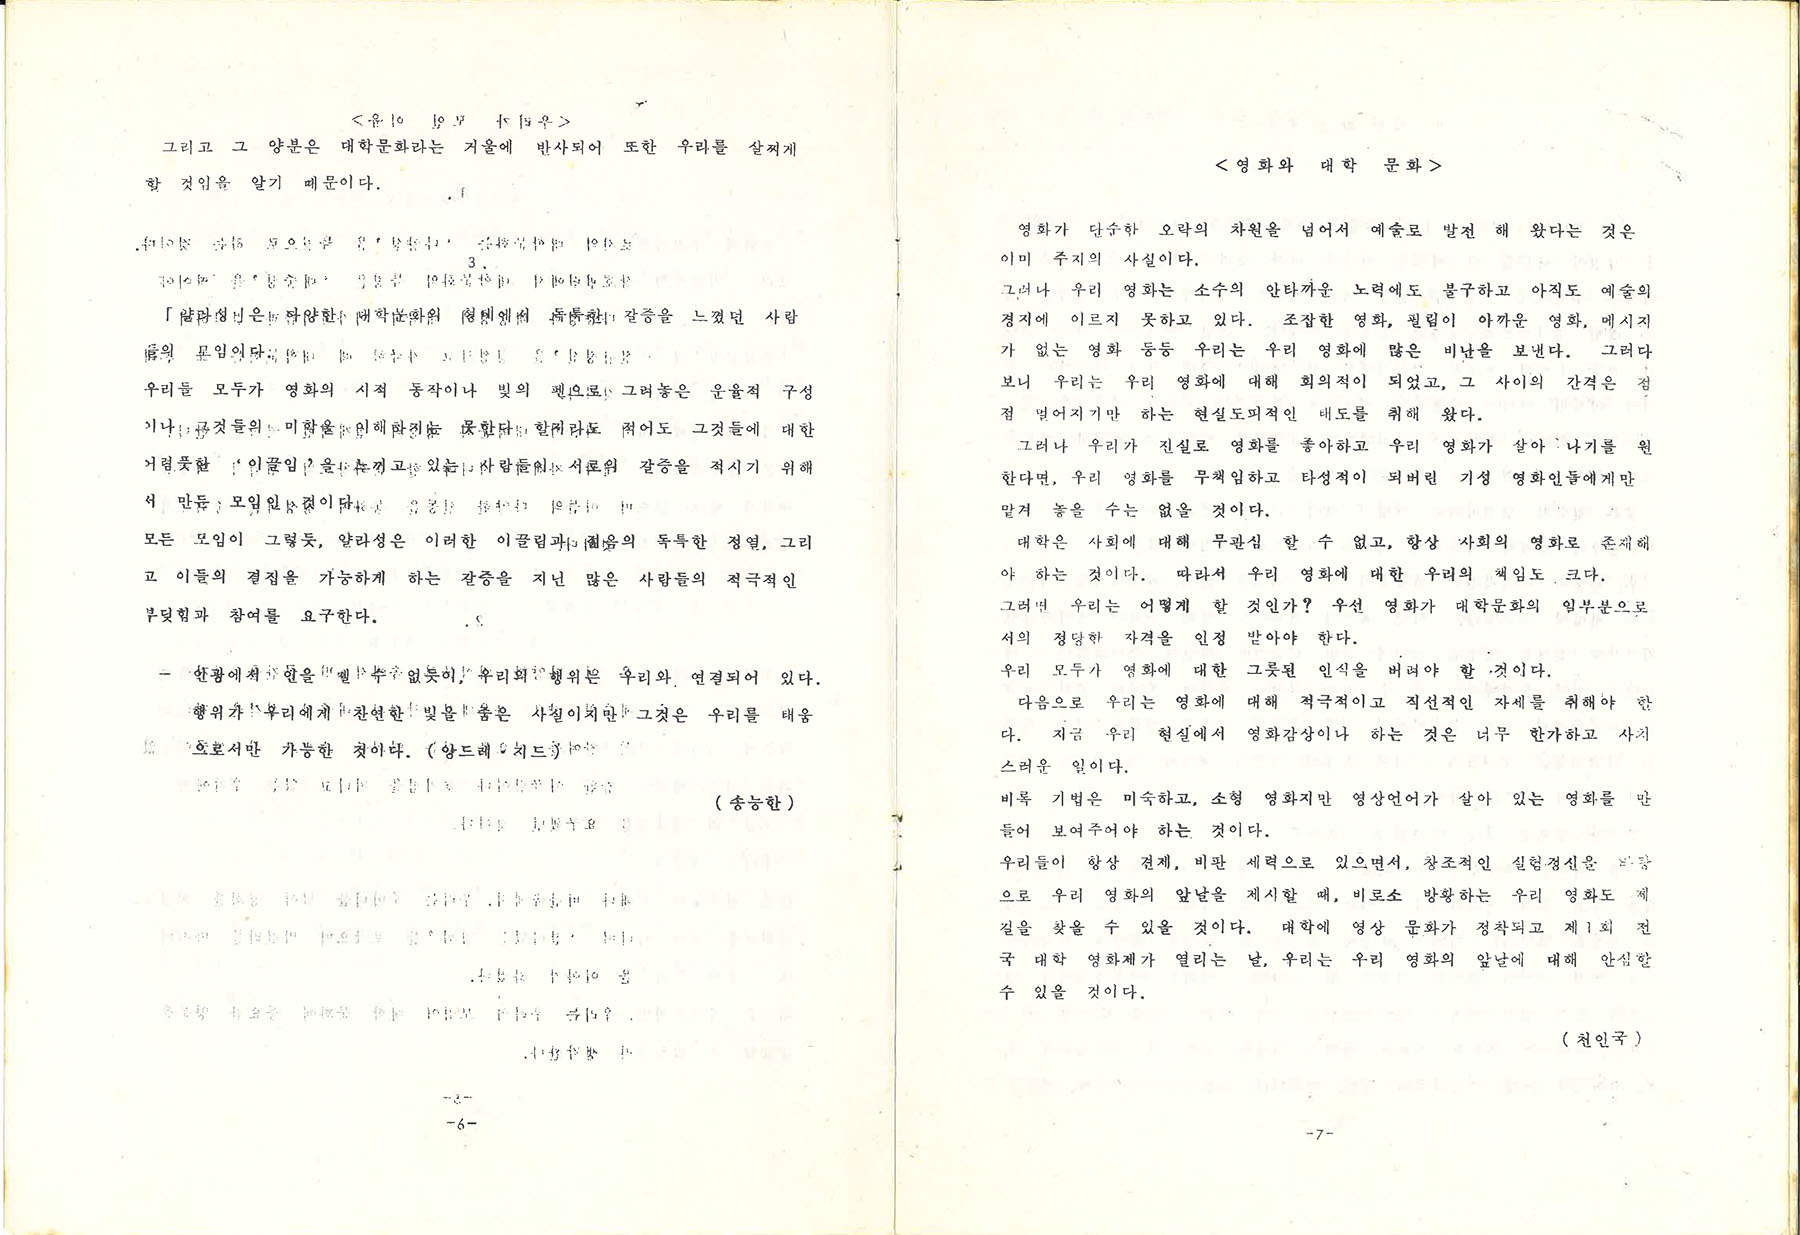 그리고 그 양분은 대학문화라는 거울에 반사되어 또한 우라를 살찌게
할 것임을 알기 때문이다.
3.
「얄라성」은 다양한 대학문화의 형태에서 독특한 갈증을 느꼈던 사람
들의 모임이다.
우리들 모두가 영화의 시적 동작이나 빛의 펜으로 그려놓은 운율적 구성
이나 그것들의 미학을 이해하지는 못한다 할지라도 적어도 그것들에 대한
어렴풋한 '이끌임'을 느끼고 있는 사람들이 서로의 갈증을 적시기 위해
서 만든 모임인 것이다.
모든 모임이 그렇듯, 얄라성은 이러한 이끌림과 젊음의 독특한 정열, 그리
고 이들의 결집을 가능하게 하는 갈증을 지닌 많은 사람들의 적극적인
부딪힘과 참여를 요구한다.
― 인광에서 인을 뗄 수 없듯이, 우리의 행위는 우리와 연결되어 있다.
행위가 우리에게 찬연한 빛을 줌은 사실이지만 그것은 우리를 태움
으로서만 가능한 것이다. (앙드레·지드)
(송능한)
-6-
<영화와 대학 문화>
영화가 단순한 오락의 차원을 넘어서 예술로 발전 해 왔다는 것은
이미 주지의 사실이다.
그러나 우리 영화는 소수의 안타까운 노력에도 불구하고 아직도 예술의
경지에 이르지 못하고 있다. 조잡한 영화, 필림이 아까운 영화, 메시지
가 없는 영화 등등 우리는 우리 영화에 많은 비난을 보낸다. 그러다
보니 우리는 우리 영화에 대해 회의적이 되었고, 그 사이의 간격은 점
점 멀어지기만 하는 현실도피적인 태도를 취해 왔다.
그러나 우리가 진실로 영화를 좋아하고 우리 영화가 살아 나기를 원
한다면, 우리 영화를 무책임하고 타성적이 되버린 기성 영화인들에게만
맡겨 놓을 수는 없을 것이다.
대학은 사회에 대해 무관심 할 수 없고, 항상 사회의 영화로 존재해
야 하는 것이다. 따라서 우리 영화에 대한 우리의 책임도 크다.
그러면 우리는 어떻게 할 것인가? 우선 영화가 대학문화의 일부분으로
서의 정당한 자격을 인정 받아야 한다.
우리 모두가 영화에 대한 그릇된 인식을 버려야 할 것이다.
다음으로 우리는 영화에 대해 적극적이고 직선적인 자세를 취해야 한
다. 지금 우리 현실에서 영화감상이나 하는 것은 너무 한가하고 사치
스러운 일이다.
비록 기법은 미숙하고, 소형 영화지만 영상언어가 살아 있는 영화를 만
들어 보여주어야 하는 것이다.
우리들이 항상 견제, 비판 세력으로 있으면서, 창조적인 실험정신을 바탕
으로 우리 영화의 앞날을 제시할 때, 비로소 방황하는 우리 영화도 제
길을 찾을 수 있을 것이다. 대학에 영상 문화가 정착되고 제1회 전
국 대학 영화제가 열리는 날, 우리는 우리 영화의 앞날에 대해 안심할
수 있을 것이다.
(천인국)
-7-